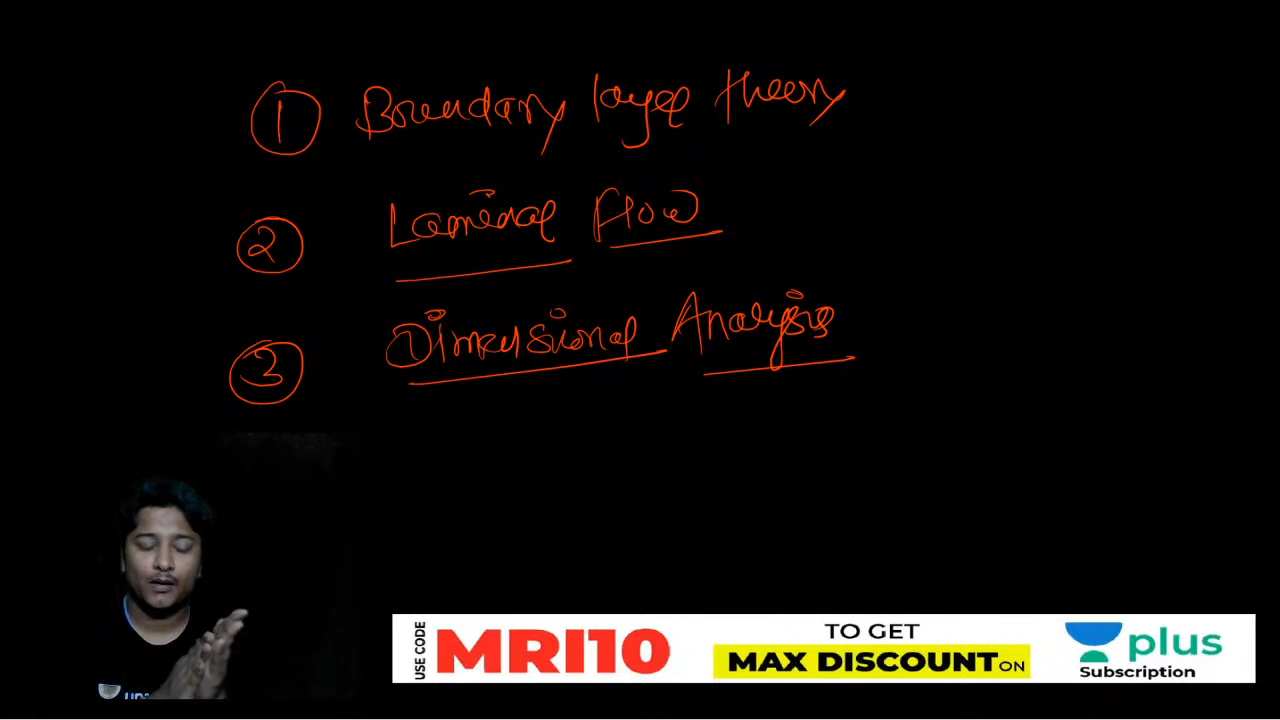 1 Boundary layer theory
2 Laminar Flow
3 Dimensional Analysis
USE CODE MRI10
TO GET
MAX DISCOUNT ON
plus
Subscription